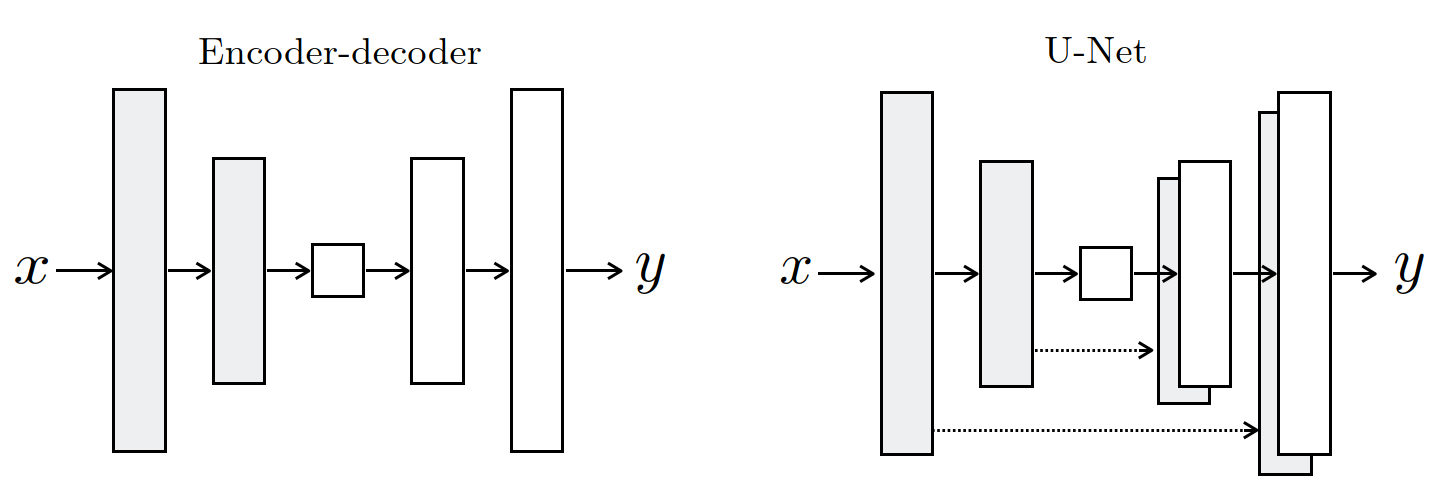 Encoder-decoder
x
y
U-Net
x
y